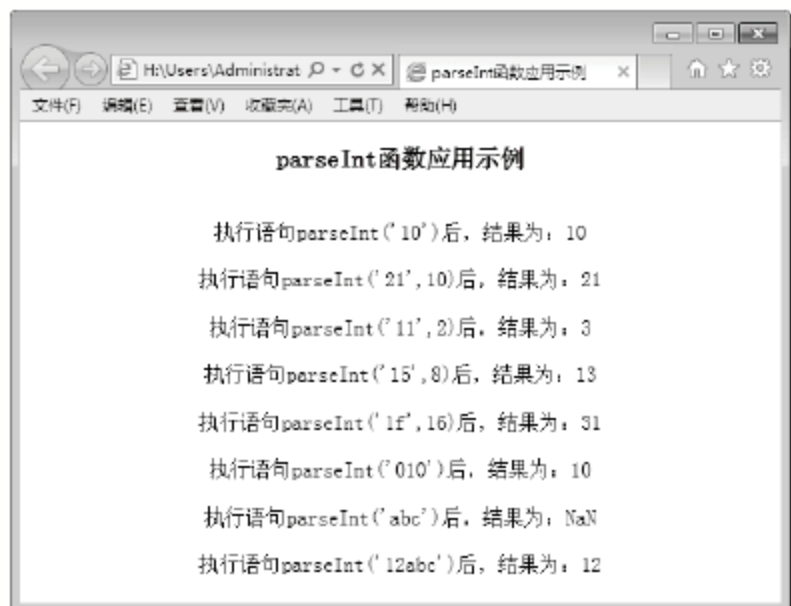 H:\Users\Administrat
parseInt函数应用示例
文件(F) 编辑(E) 查看(V) 收藏夹(A) 工具(T) 帮助(H)
parseInt函数应用示例
执行语句parseInt('10')后，结果为：10
执行语句parseInt('21',10)后，结果为：21
执行语句parseInt('11',2)后，结果为：3
执行语句parseInt('15',8)后，结果为：13
执行语句parseInt('1f',16)后，结果为：31
执行语句parseInt('010')后，结果为：10
执行语句parseInt('abc')后，结果为：NaN
执行语句parseInt('12abc')后，结果为：12